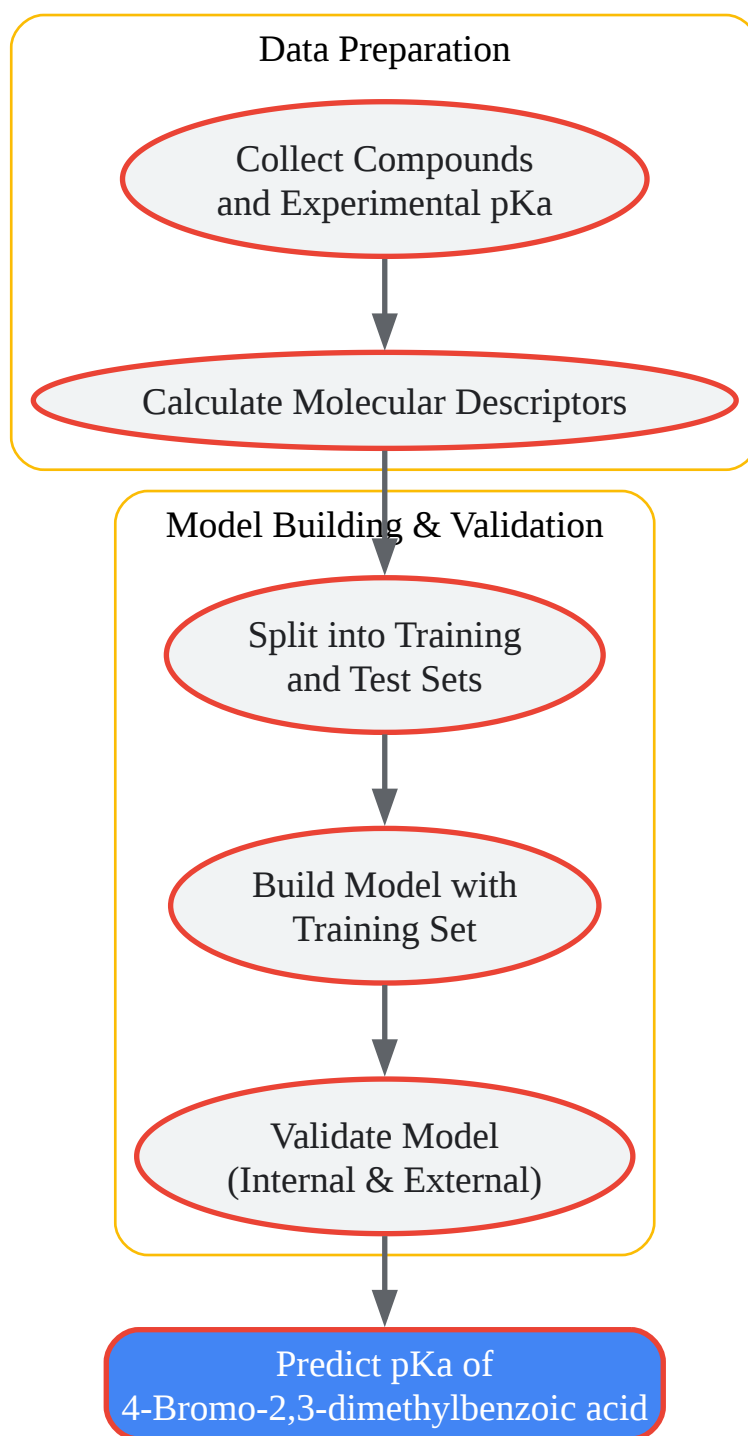 Data Preparation
Collect Compounds
and Experimental pKa
Calculate Molecular Descriptors
Model Building & Validation
Split into Training
and Test Sets
Build Model with
Training Set
Validate Model
(Internal & External)
Predict pKa of
4-Bromo-2,3-dimethylbenzoic acid